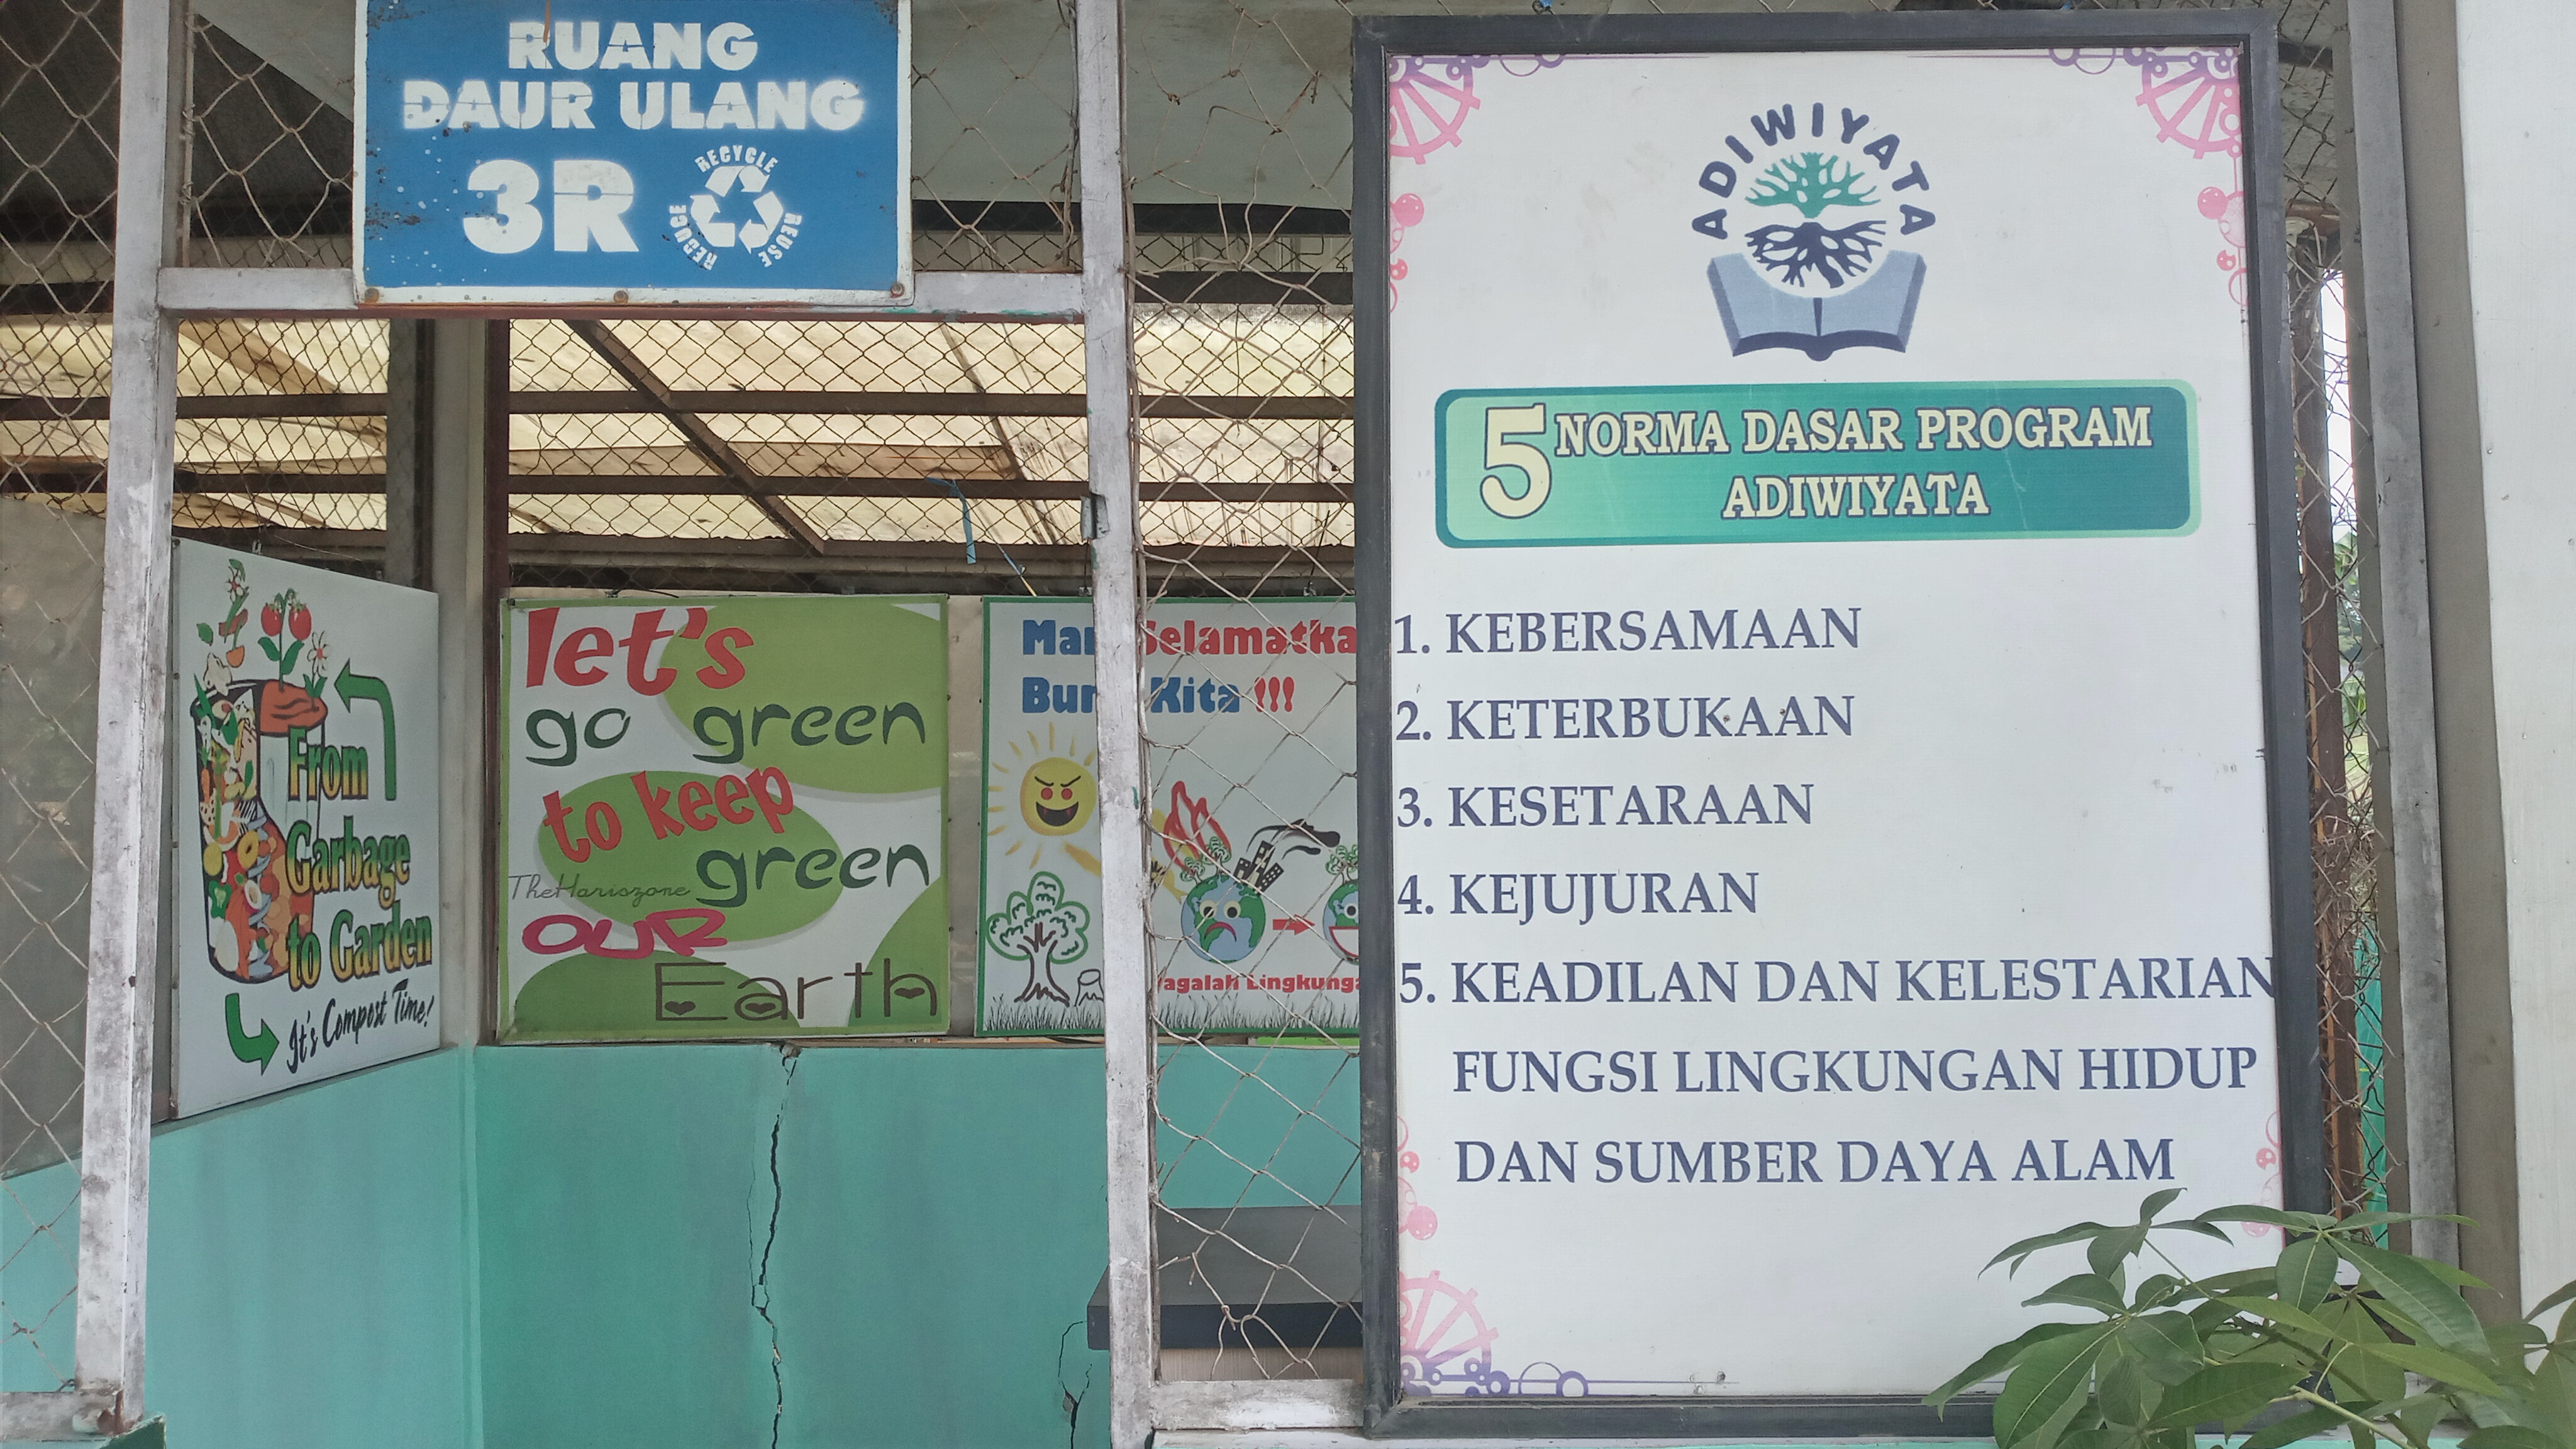 RUANG
DAUR ULANG
3R
RECYCLE
REUSE
REDUCE
From
Garbage
to Garden
It's Compost Time!
let's
go green
to keep
green
TheHariszone
OUR
Earth
Selamatka
Kita !!!
Lingkunga
ADIWIYATA
5 NORMA DASAR PROGRAM
ADIWIYATA
1. KEBERSAMAAN
2. KETERBUKAAN
3. KESETARAAN
4. KEJUJURAN
5. KEADILAN DAN KELESTARIAN
FUNGSI LINGKUNGAN HIDUP
DAN SUMBER DAYA ALAM